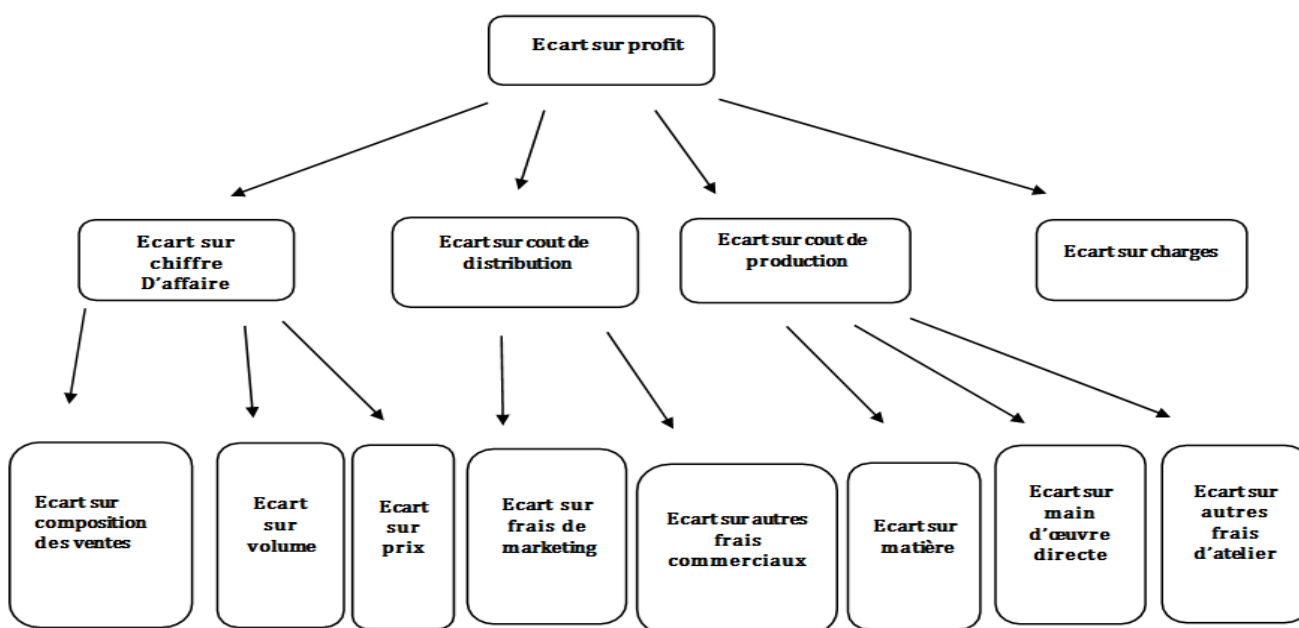 Ecart sur profit
Ecart sur
chiffre
D'affaire
Ecart sur cout de
distribution
Ecart sur cout de
production
Ecart sur charges
Ecart sur
composition
des ventes
Ecart
sur
volume
Ecart
sur
prix
Ecart sur
frais de
marketing
Ecart sur autres
frais
commerciaux
Ecart sur
matière
Ecart sur
main
d'œuvre
directe
Ecart sur
autres
frais
d'atelier